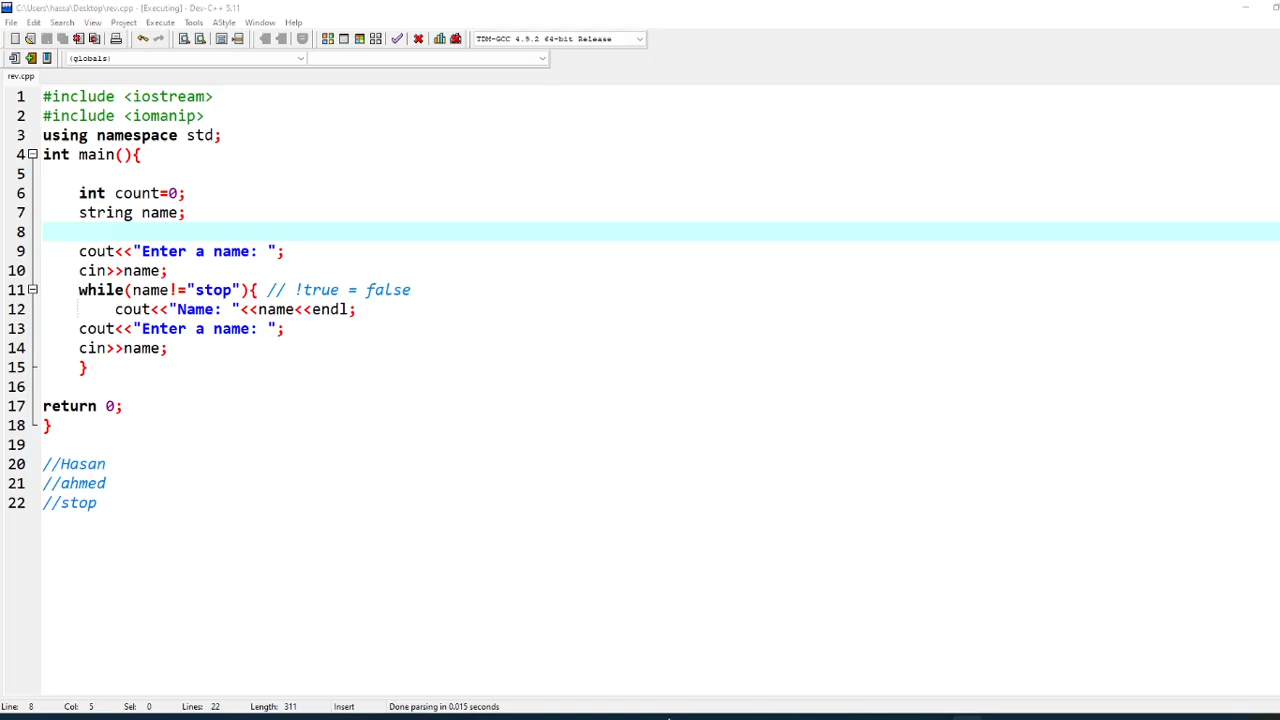 C:\Users\hassa\Desktop\rev.cpp - [Executing] - Dev-C++ 5.11
File Edit Search View Project Execute Tools AStyle Window Help
TDM-GCC 4.9.2 64-bit Release
(globals)
rev.cpp
1 #include <iostream>
2 #include <iomanip>
3 using namespace std;
4 int main(){
5
6 int count=0;
7 string name;
8
9 cout<<"Enter a name: ";
10 cin>>name;
11 while(name!="stop"){ // !true = false
12 cout<<"Name: "<<name<<endl;
13 cout<<"Enter a name: ";
14 cin>>name;
15 }
16
17 return 0;
18 }
19
20 //Hasan
21 //ahmed
22 //stop
Line: 8 Col: 5 Sel: 0 Lines: 22 Length: 311 Insert Done parsing in 0.015 seconds